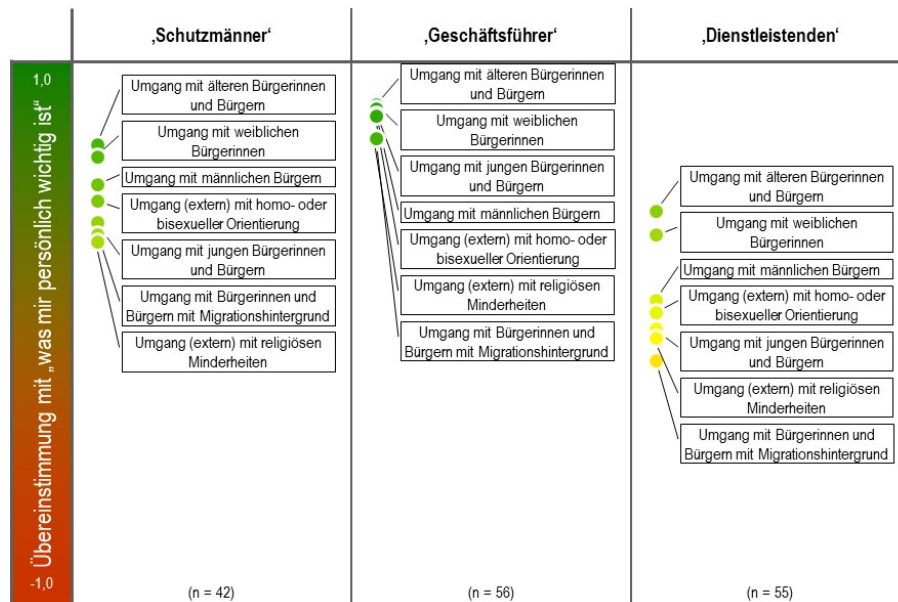 ‚Schutzmänner‘
‚Geschäftsführer‘
‚Dienstleistenden‘
Übereinstimmung mit „was mir persönlich wichtig ist“
1,0
-1,0
Umgang mit älteren Bürgerinnen
und Bürgern
Umgang mit weiblichen
Bürgerinnen
Umgang mit männlichen Bürgern
Umgang (extern) mit homo- oder
bisexueller Orientierung
Umgang mit jungen Bürgerinnen
und Bürgern
Umgang mit Bürgerinnen und
Bürgern mit Migrationshintergrund
Umgang (extern) mit religiösen
Minderheiten
(n = 42)
Umgang mit älteren Bürgerinnen
und Bürgern
Umgang mit weiblichen
Bürgerinnen
Umgang mit jungen Bürgerinnen
und Bürgern
Umgang mit männlichen Bürgern
Umgang (extern) mit homo- oder
bisexueller Orientierung
Umgang (extern) mit religiösen
Minderheiten
Umgang mit Bürgerinnen und
Bürgern mit Migrationshintergrund
(n = 56)
Umgang mit älteren Bürgerinnen
und Bürgern
Umgang mit weiblichen
Bürgerinnen
Umgang mit männlichen Bürgern
Umgang (extern) mit homo- oder
bisexueller Orientierung
Umgang mit jungen Bürgerinnen
und Bürgern
Umgang (extern) mit religiösen
Minderheiten
Umgang mit Bürgerinnen und
Bürgern mit Migrationshintergrund
(n = 55)